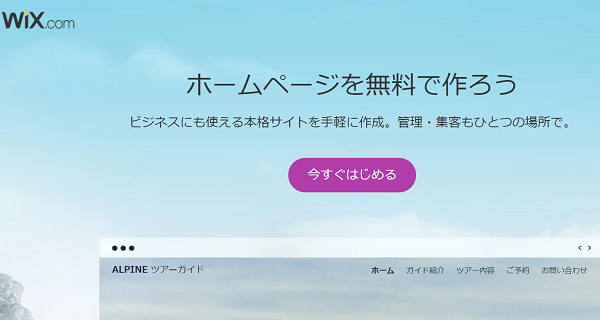 WiX.com
ホームページを無料で作ろう
ビジネスにも使える本格サイトを手軽に作成。管理・集客もひとつの場所で。
今すぐはじめる
ALPINE ツアーガイド ホーム ガイド紹介 ツアー内容 ご予約 お問い合わせ